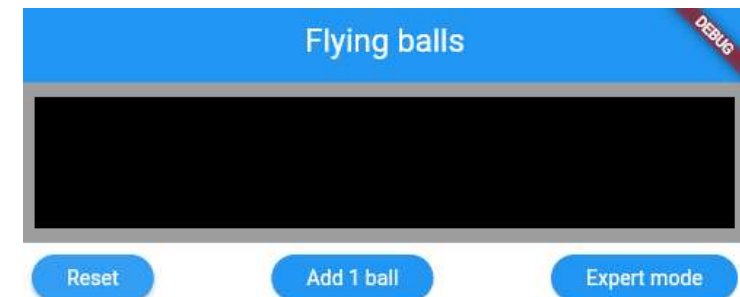 Flying balls
DEBUG
Reset
Add 1 ball
Expert mode